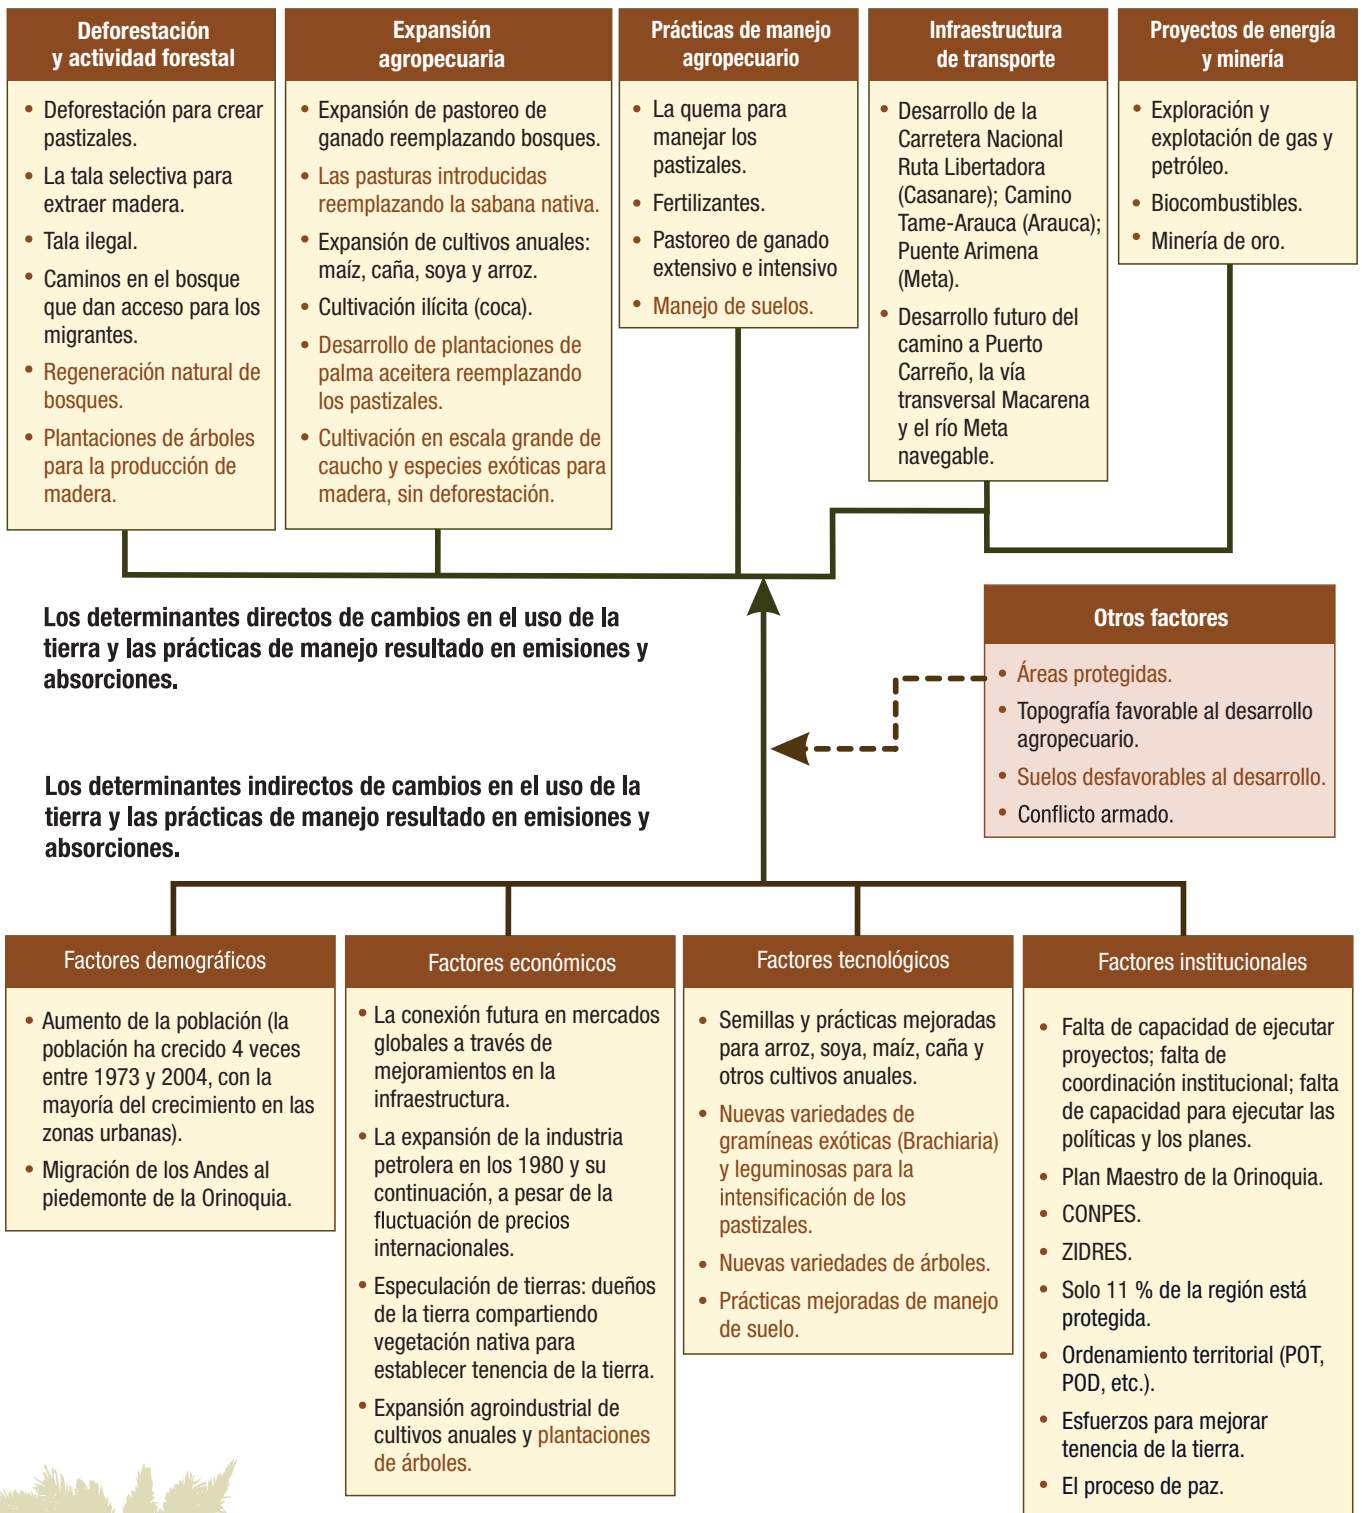 Deforestación
y actividad forestal
• Deforestación para crear
pastizales.
• La tala selectiva para
extraer madera.
• Tala ilegal.
• Caminos en el bosque
que dan acceso para los
migrantes.
• Regeneración natural de
bosques.
• Plantaciones de árboles
para la producción de
madera.
Expansión
agropecuaria
• Expansión de pastoreo de
ganado reemplazando bosques.
• Las pasturas introducidas
reemplazando la sabana nativa.
• Expansión de cultivos anuales:
maíz, caña, soya y arroz.
• Cultivación ilícita (coca).
• Desarrollo de plantaciones de
palma aceitera reemplazando
los pastizales.
• Cultivación en escala grande de
caucho y especies exóticas para
madera, sin deforestación.
Prácticas de manejo
agropecuario
• La quema para
manejar los
pastizales.
• Fertilizantes.
• Pastoreo de ganado
extensivo e intensivo
• Manejo de suelos.
Infraestructura
de transporte
• Desarrollo de la
Carretera Nacional
Ruta Libertadora
(Casanare); Camino
Tame-Arauca (Arauca);
Puente Arimena
(Meta).
• Desarrollo futuro del
camino a Puerto
Carreño, la vía
transversal Macarena
y el río Meta
navegable.
Proyectos de energía
y minería
• Exploración y
explotación de gas y
petróleo.
• Biocombustibles.
• Minería de oro.
Los determinantes directos de cambios en el uso de la
tierra y las prácticas de manejo resultado en emisiones y
absorciones.
Otros factores
• Áreas protegidas.
• Topografía favorable al desarrollo
agropecuario.
• Suelos desfavorables al desarrollo.
• Conflicto armado.
Los determinantes indirectos de cambios en el uso de la
tierra y las prácticas de manejo resultado en emisiones y
absorciones.
Factores demográficos
• Aumento de la población (la
población ha crecido 4 veces
entre 1973 y 2004, con la
mayoría del crecimiento en las
zonas urbanas).
• Migración de los Andes al
piedemonte de la Orinoquia.
Factores económicos
• La conexión futura en mercados
globales a través de
mejoramientos en la
infraestructura.
• La expansión de la industria
petrolera en los 1980 y su
continuación, a pesar de la
fluctuación de precios
internacionales.
• Especulación de tierras: dueños
de la tierra compartiendo
vegetación nativa para
establecer tenencia de la tierra.
• Expansión agroindustrial de
cultivos anuales y plantaciones
de árboles.
Factores tecnológicos
• Semillas y prácticas mejoradas
para arroz, soya, maíz, caña y
otros cultivos anuales.
• Nuevas variedades de
gramíneas exóticas (Brachiaria)
y leguminosas para la
intensificación de los
pastizales.
• Nuevas variedades de árboles.
• Prácticas mejoradas de manejo
de suelo.
Factores institucionales
• Falta de capacidad de ejecutar
proyectos; falta de
coordinación institucional; falta
de capacidad para ejecutar las
políticas y los planes.
• Plan Maestro de la Orinoquia.
• CONPES.
• ZIDRES.
• Solo 11 % de la región está
protegida.
• Ordenamiento territorial (POT,
POD, etc.).
• Esfuerzos para mejorar
tenencia de la tierra.
• El proceso de paz.